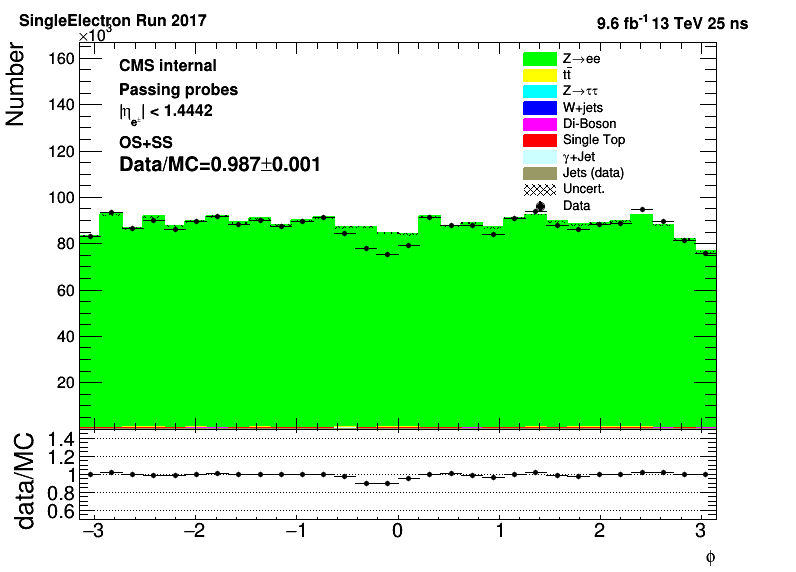 SingleElectron Run 2017
9.6 fb⁻¹ 13 TeV 25 ns
×10³
Number
160
140
120
100
80
60
40
20
CMS internal
Passing probes
|η_e±| < 1.4442
OS+SS
Data/MC=0.987±0.001
Z→ee
tt̄
Z→ττ
W+jets
Di-Boson
Single Top
γ+Jet
Jets (data)
Uncert.
Data
data/MC
1.4
1.2
1.0
0.8
0.6
−3 −2 −1 0 1 2 3
ϕ